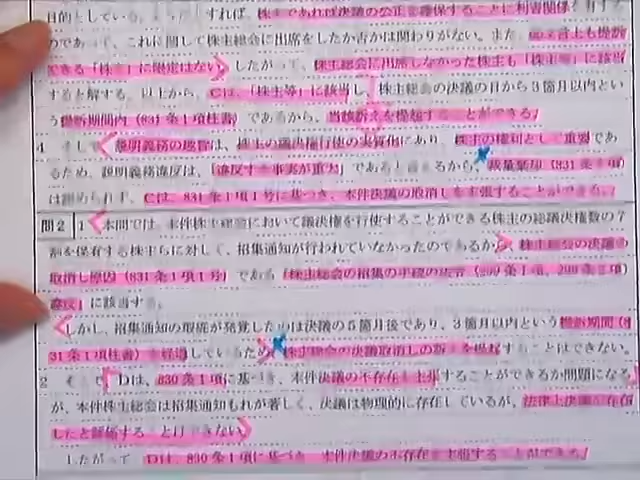 目的としている。 すれば、株主であれば決議の公正を確保することに利害関係を有する
のであって、これに関して株主総会に出席をしたか否かは関わりがない。また 提訴
できる「株主」に限定はない。したがって、株主総会に出席しなかった株主も「株主等」に該当
すると解する。以上から、Cは、「株主等」に該当し、株主総会の決議の日から3箇月以内とい
う提訴期間内（831条1項柱書）であるから、当該訴えを提起することができる。
4 そして、説明義務の趣旨は、株主の議決権行使の実質化にあり、株主の権利として重要であ
るため、説明義務違反は、「違反する事実が重大」であると言えるから、裁量棄却（831条2項）
は認められず、Cは、831条1項1号に基づき、本件決議の取消しを主張することができる。
問2 1 本問では、本件株主総会において議決権を行使することができる株主の総議決権数の7
割を保有する株主らに対し、招集通知が行われていなかったのであるから、株主総会の決議の
取消し原因（831条1項1号）である「株主総会の招集の手続の法令（299条1項、298条2項）
違反」に該当する。
しかし、招集通知の瑕疵が発覚したのは決議の5箇月後であり、3箇月以内という提訴期間（8
31条1項柱書）を経過しているため、株主総会の決議取消しの訴えを提起することはできない。
2 そこで、Dは、830条1項に基づき、本件決議の不存在を主張することができるか問題になる
が、本件株主総会は招集通知もれが著しく、決議は物理的に存在しているが、法律上決議が存在
したと評価することはできない。
したがって、Dは、830条1項に基づき、本件決議の不存在を主張することができる。